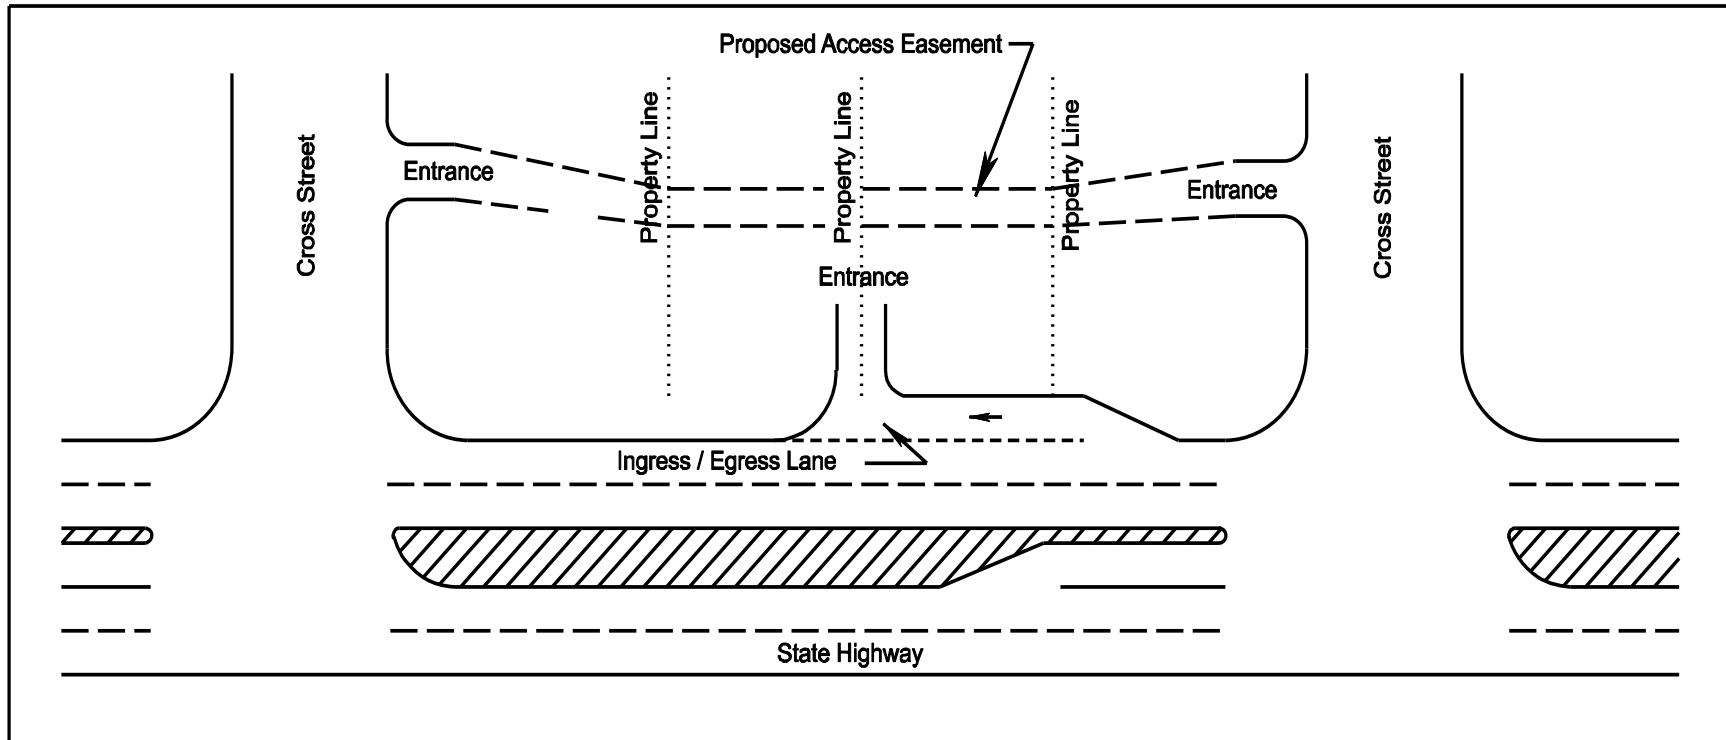 Proposed Access Easement
Property Line
Property Line
Property Line
Cross Street
Cross Street
Entrance
Entrance
Entrance
Ingress / Egress Lane
State Highway